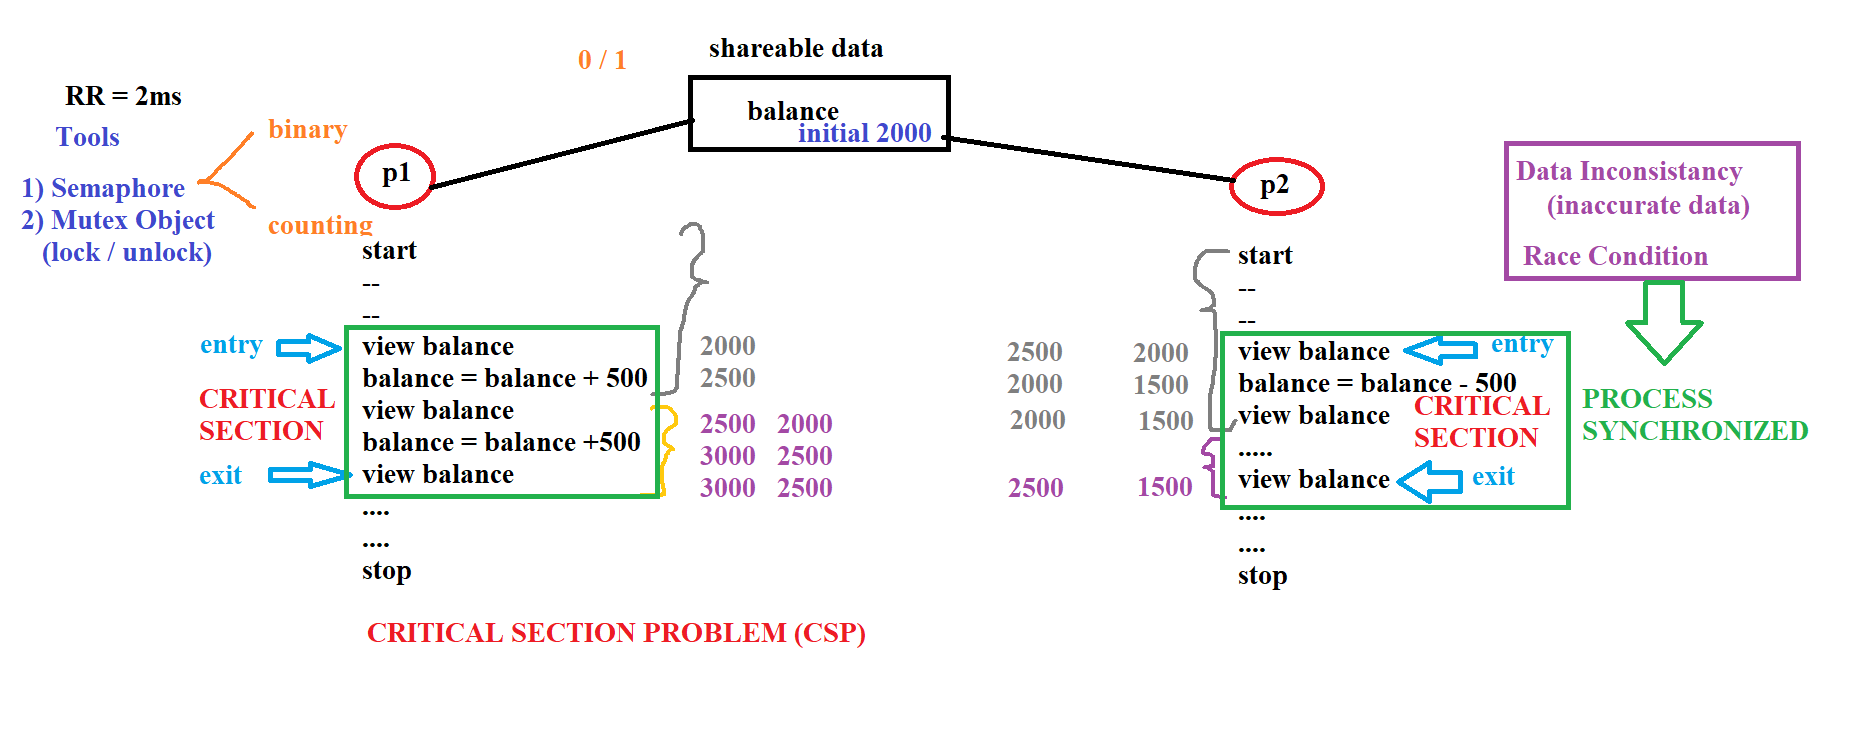 shareable data
0 / 1
RR = 2ms
balance
initial 2000
Tools
binary
1) Semaphore
2) Mutex Object
(lock / unlock)
counting
p1
p2
Data Inconsistancy
(inaccurate data)
Race Condition
start
--
--
entry
view balance
balance = balance + 500
view balance
balance = balance +500
exit
view balance
....
....
stop
CRITICAL
SECTION
2000
2500
2500 2000
3000 2500
3000 2500
2500 2000
2000 1500
2000 1500
2500 1500
start
--
--
view balance
entry
balance = balance - 500
view balance
.....
view balance
exit
....
....
stop
CRITICAL
SECTION
PROCESS
SYNCHRONIZED
CRITICAL SECTION PROBLEM (CSP)